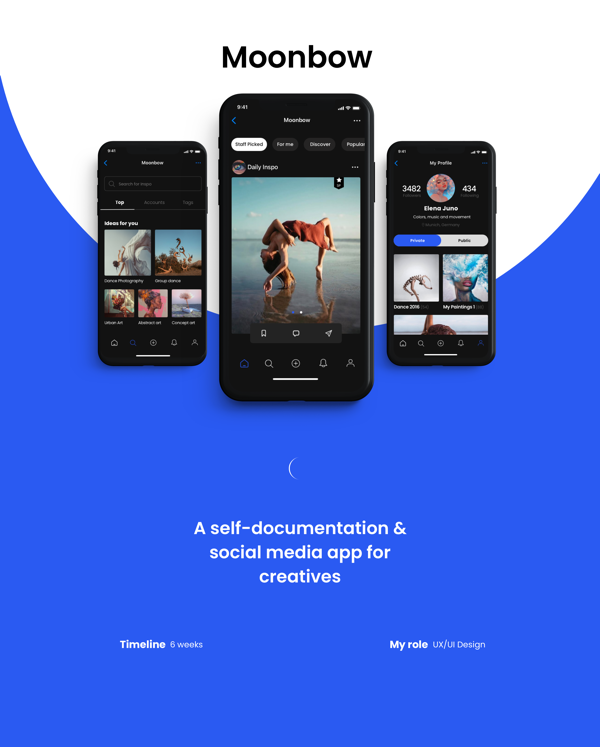 Moonbow
9:41
Moonbow
Search for inspo
Top Accounts Tags
Ideas for you
Dance Photography Group dance
Urban Art Abstract art Concept art
9:41
Moonbow
Staff Picked For me Discover Popular
Daily Inspo
9:41
My Profile
3482 434
Followers Following
Elena Juno
Colors, music and movement
Private Public
Dance 2016 My Paintings 1
A self-documentation &
social media app for
creatives
Timeline 6 weeks
My role UX/UI Design